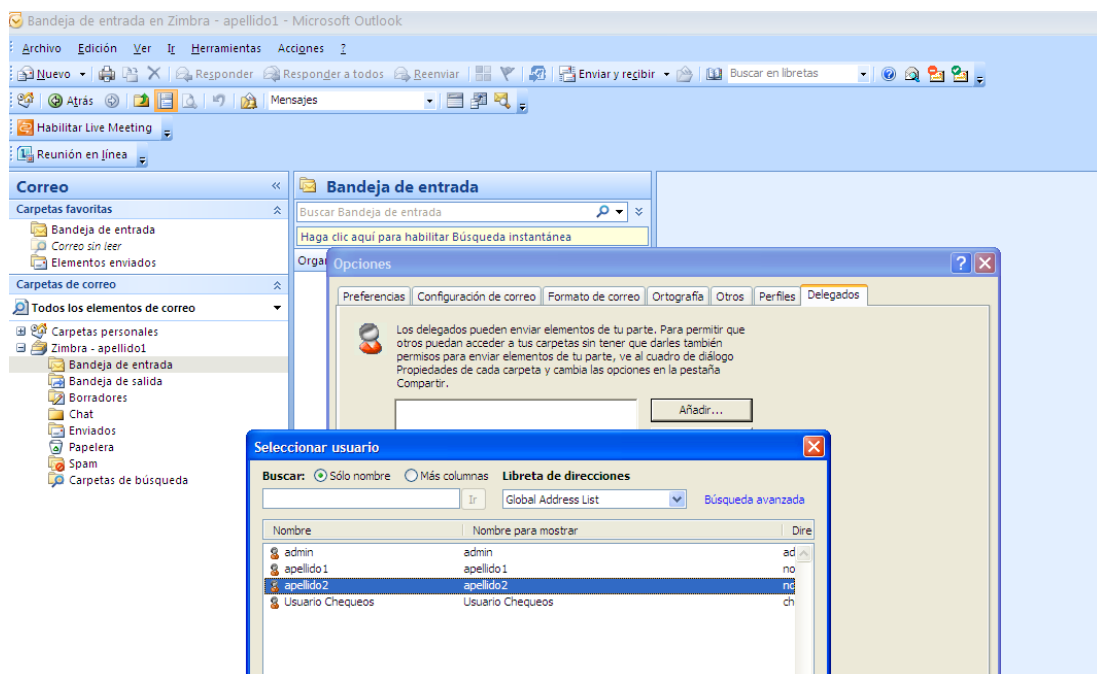 Bandeja de entrada en Zimbra - apellido1 - Microsoft Outlook
Archivo Edición Ver Ir Herramientas Acciones ?
Nuevo Responder Responder a todos Reenviar Enviar y recibir Buscar en libretas
Atrás Mensajes
Habilitar Live Meeting
Reunión en línea
Correo «
Carpetas favoritas
Bandeja de entrada
Correo sin leer
Elementos enviados
Carpetas de correo
Todos los elementos de correo
Carpetas personales
Zimbra - apellido1
Bandeja de entrada
Bandeja de salida
Borradores
Chat
Enviados
Papelera
Spam
Carpetas de búsqueda
Bandeja de entrada
Buscar Bandeja de entrada
Haga clic aquí para habilitar Búsqueda instantánea
Orga
Opciones
Preferencias Configuración de correo Formato de correo Ortografía Otros Perfiles Delegados
Los delegados pueden enviar elementos de tu parte. Para permitir que
otros puedan acceder a tus carpetas sin tener que darles también
permisos para enviar elementos de tu parte, ve al cuadro de diálogo
Propiedades de cada carpeta y cambia las opciones en la pestaña
Compartir.
Añadir...
Seleccionar usuario
Buscar: Sólo nombre Más columnas Libreta de direcciones
Ir Global Address List Búsqueda avanzada
Nombre Nombre para mostrar Dire
admin admin ad
apellido1 apellido1 no
apellido2 apellido2 no
Usuario Chequeos Usuario Chequeos ch